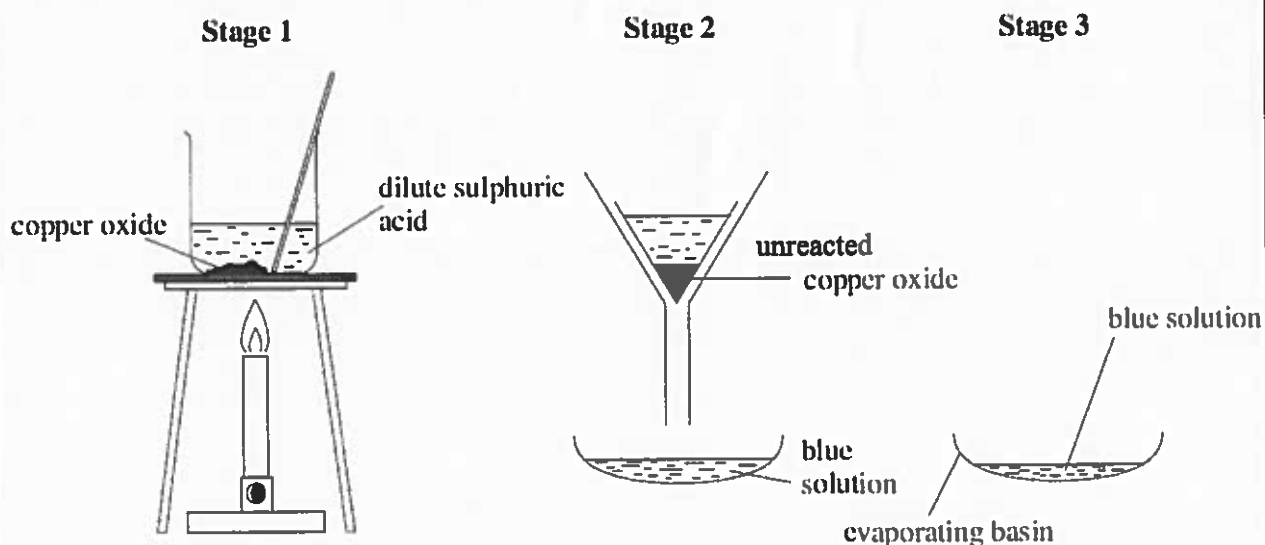 Stage 1
Stage 2
Stage 3
dilute sulphuric
acid
copper oxide
unreacted
copper oxide
blue solution
blue
solution
evaporating basin